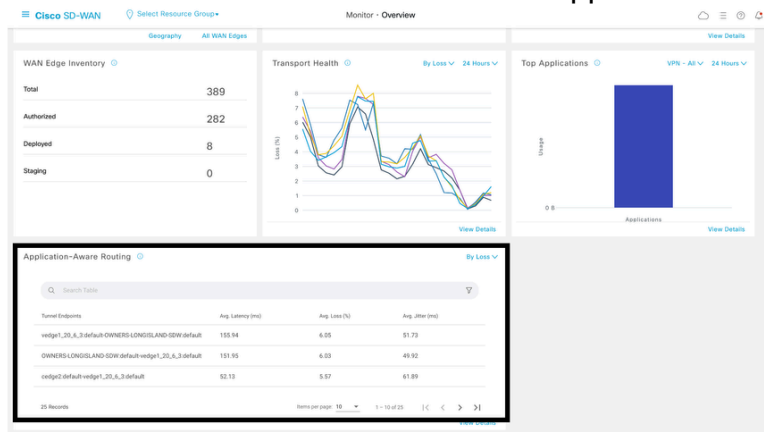 Cisco SD-WAN
Select Resource Group
Monitor · Overview
Geography All WAN Edges
View Details
WAN Edge Inventory
Total 389
Authorized 282
Deployed 8
Staging 0
Transport Health By Loss 24 Hours
Loss (%)
8
7
6
5
4
3
2
1
0
View Details
Top Applications VPN - All 24 Hours
Usage
0 B
Applications
View Details
Application-Aware Routing By Loss
Search Table
Tunnel Endpoints Avg. Latency (ms) Avg. Loss (%) Avg. Jitter (ms)
vedge1_20_6_3:default-OWNERS-LONGISLAND-SDW:default 155.94 6.05 51.73
OWNERS-LONGISLAND-SDW:default-vedge1_20_6_3:default 151.95 6.03 49.92
cedge2:default-vedge1_20_6_3:default 52.13 5.57 61.89
25 Records Items per page: 10 1 – 10 of 25
View Details